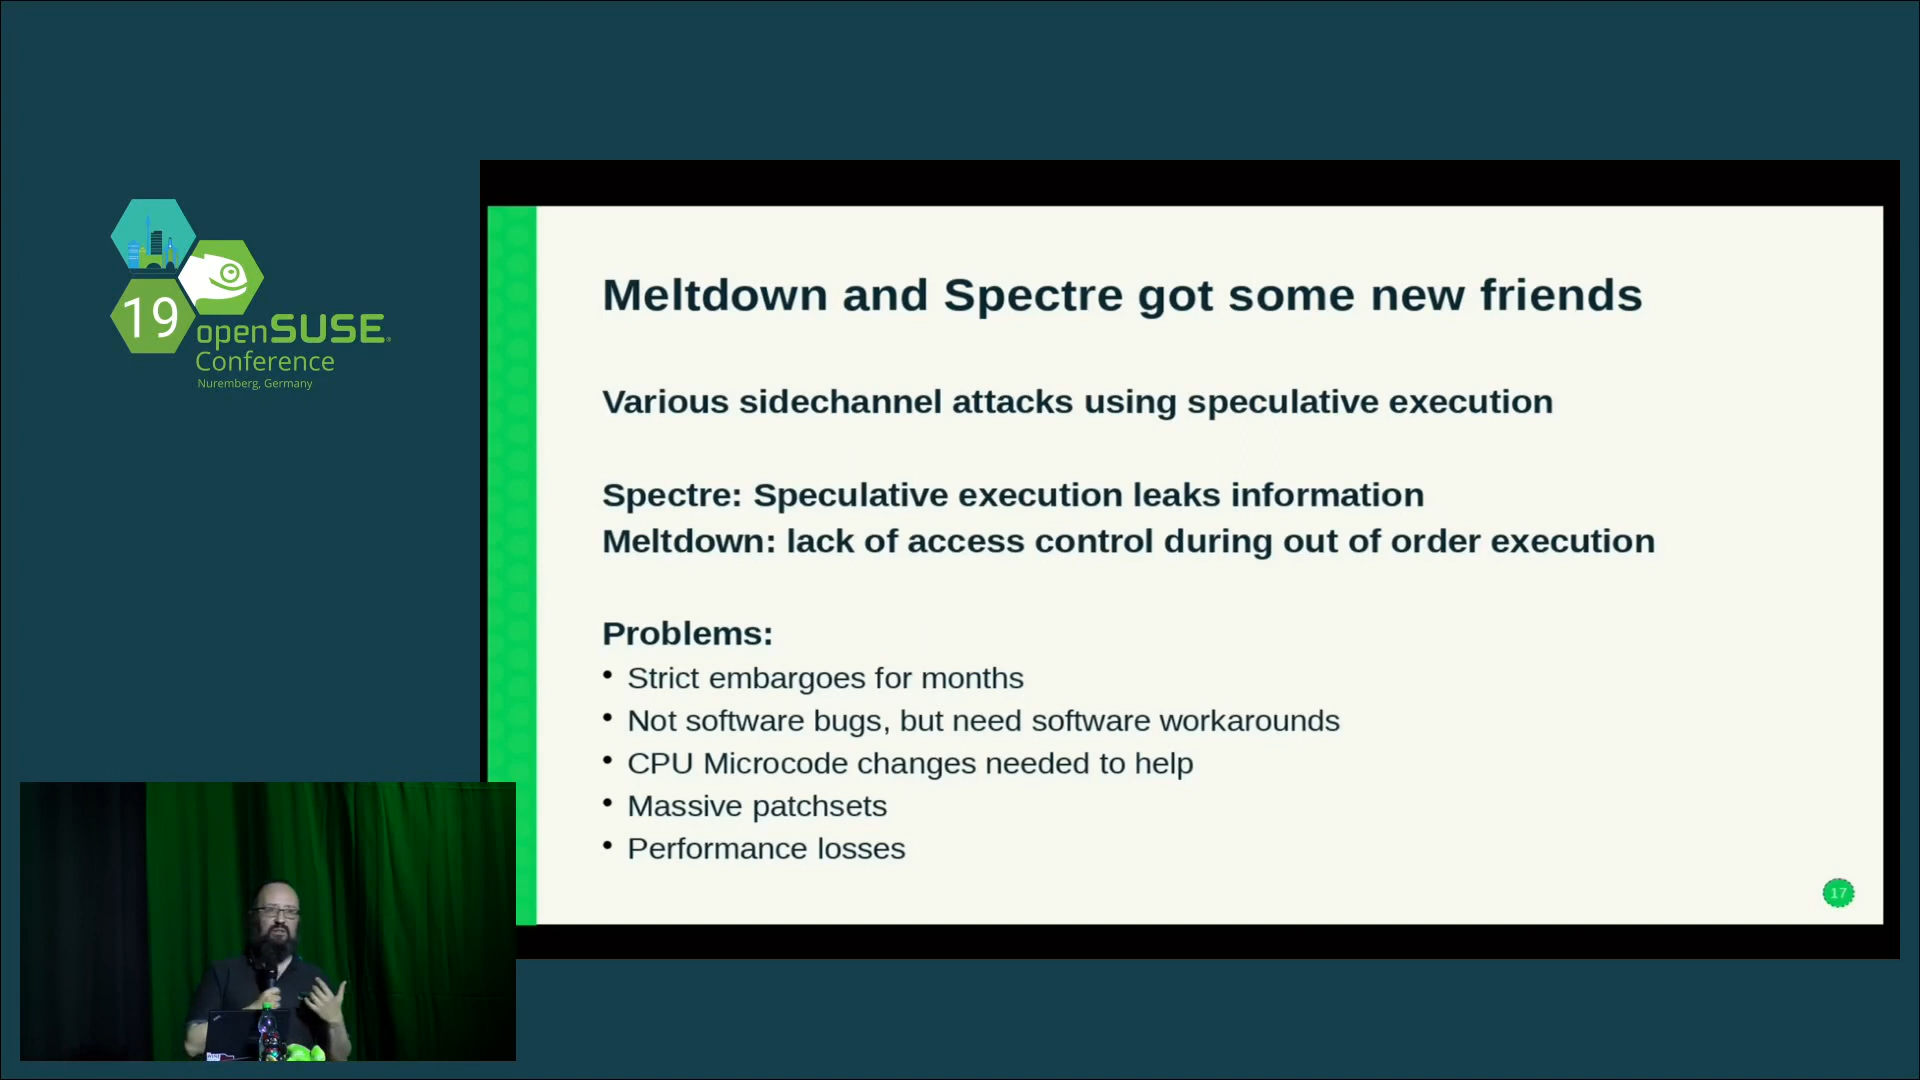 19
openSUSE
Conference
Nuremberg, Germany
Meltdown and Spectre got some new friends
Various sidechannel attacks using speculative execution
Spectre: Speculative execution leaks information
Meltdown: lack of access control during out of order execution
Problems:
• Strict embargoes for months
• Not software bugs, but need software workarounds
• CPU Microcode changes needed to help
• Massive patchsets
• Performance losses
17